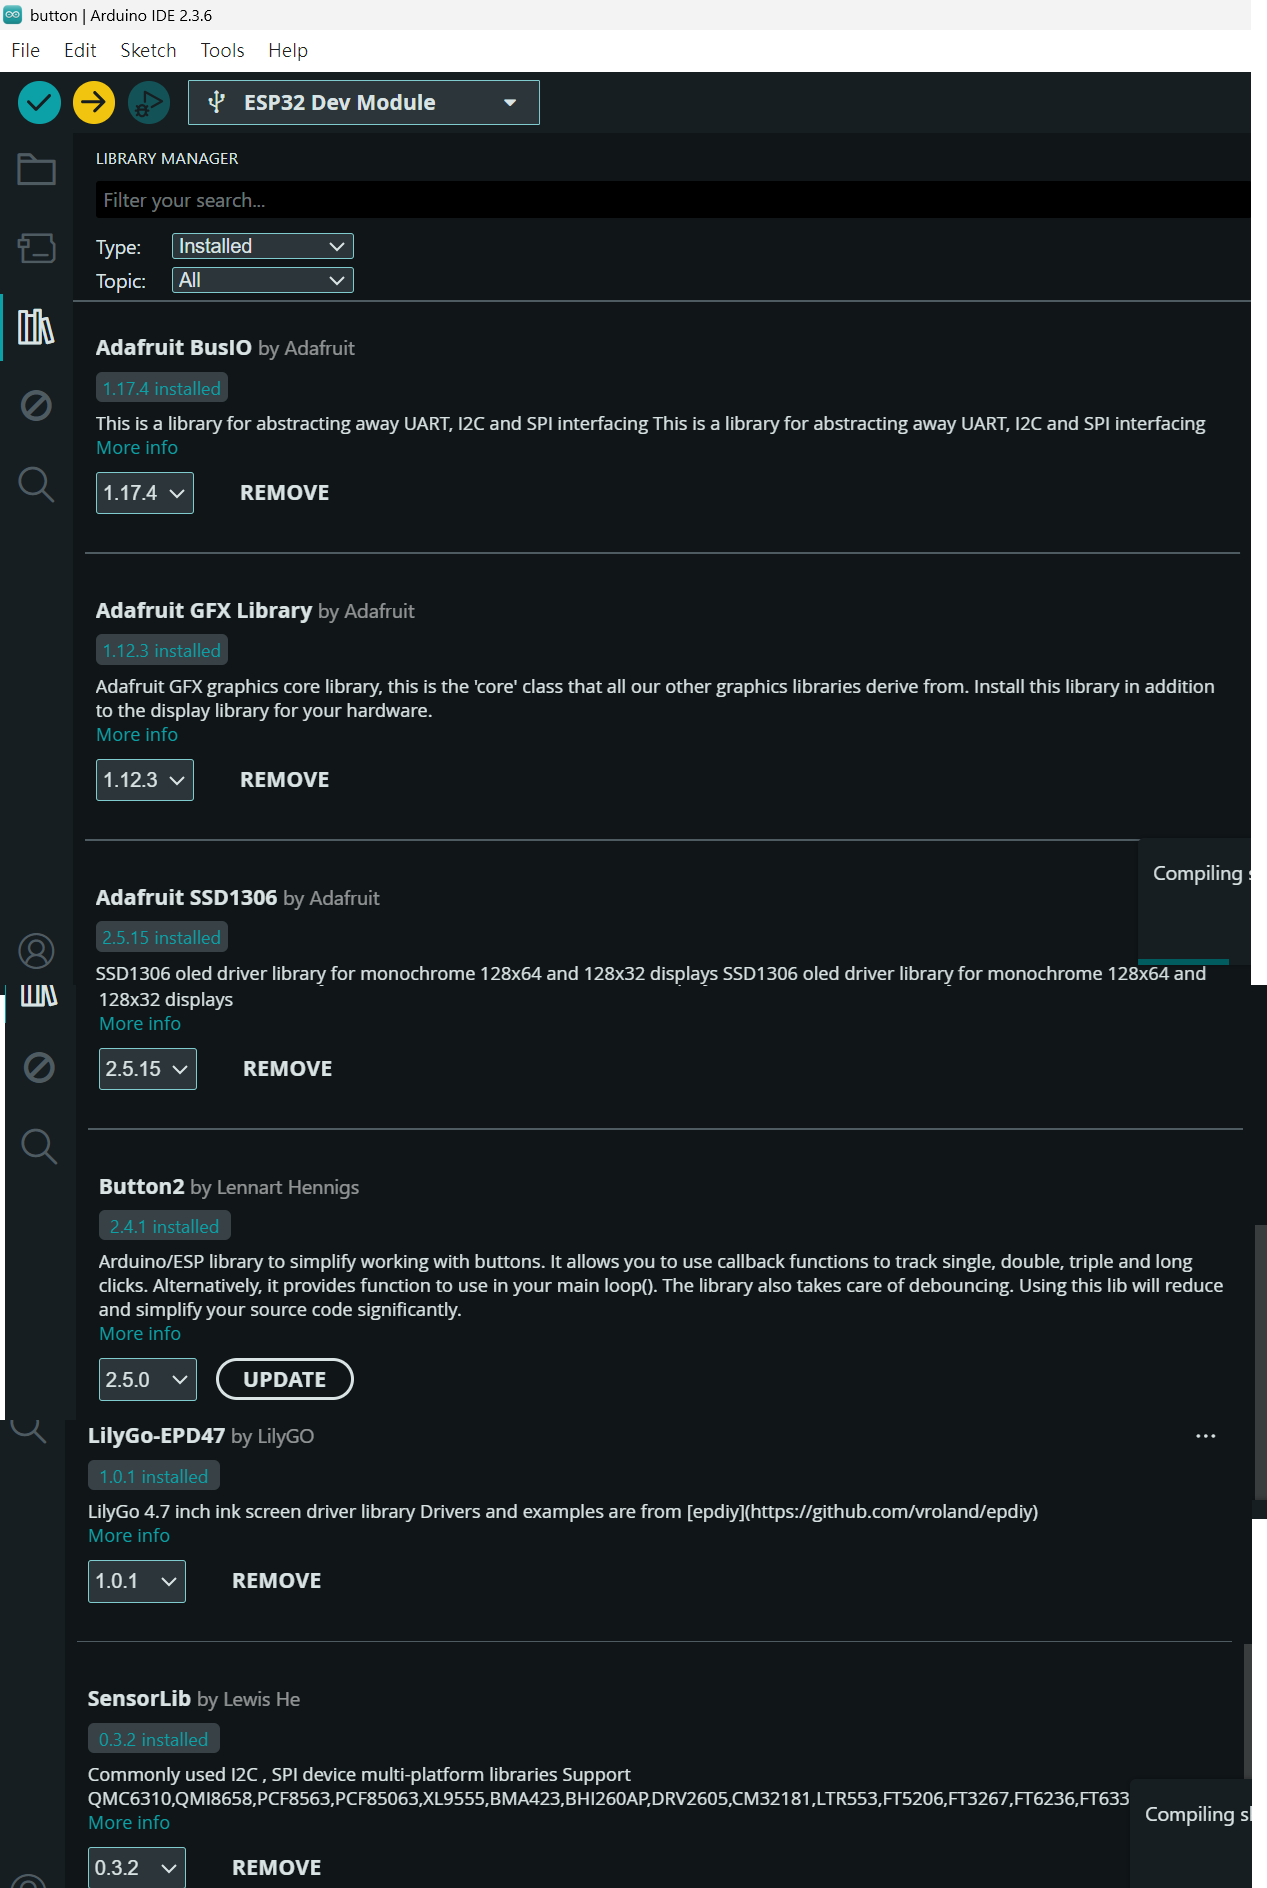 button | Arduino IDE 2.3.6
File Edit Sketch Tools Help
ESP32 Dev Module
LIBRARY MANAGER
Filter your search...
Type: Installed
Topic: All
Adafruit BusIO by Adafruit
1.17.4 installed
This is a library for abstracting away UART, I2C and SPI interfacing This is a library for abstracting away UART, I2C and SPI interfacing
More info
1.17.4 REMOVE
Adafruit GFX Library by Adafruit
1.12.3 installed
Adafruit GFX graphics core library, this is the 'core' class that all our other graphics libraries derive from. Install this library in addition
to the display library for your hardware.
More info
1.12.3 REMOVE
Compiling
Adafruit SSD1306 by Adafruit
2.5.15 installed
SSD1306 oled driver library for monochrome 128x64 and 128x32 displays SSD1306 oled driver library for monochrome 128x64 and
128x32 displays
More info
2.5.15 REMOVE
Button2 by Lennart Hennigs
2.4.1 installed
Arduino/ESP library to simplify working with buttons. It allows you to use callback functions to track single, double, triple and long
clicks. Alternatively, it provides function to use in your main loop(). The library also takes care of debouncing. Using this lib will reduce
and simplify your source code significantly.
More info
2.5.0 UPDATE
LilyGo-EPD47 by LilyGO ...
1.0.1 installed
LilyGo 4.7 inch ink screen driver library Drivers and examples are from [epdiy](https://github.com/vroland/epdiy)
More info
1.0.1 REMOVE
SensorLib by Lewis He
0.3.2 installed
Commonly used I2C , SPI device multi-platform libraries Support
QMC6310,QMI8658,PCF8563,PCF85063,XL9555,BMA423,BHI260AP,DRV2605,CM32181,LTR553,FT5206,FT3267,FT6236,FT633
More info
Compiling
0.3.2 REMOVE